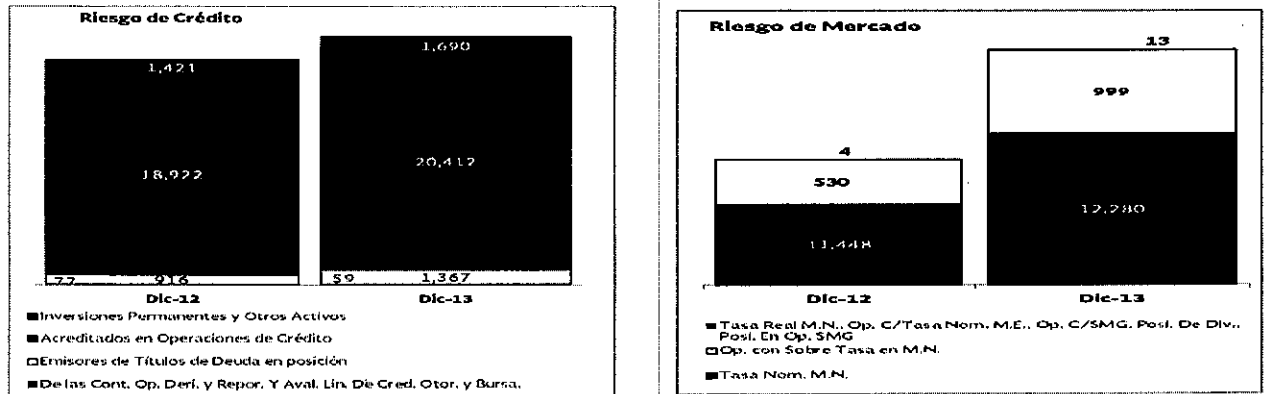 Riesgo de Crédito
1,421
1,690
18,922
20,412
77
916
59
1,367
Dic-12
Dic-13
■Inversiones Permanentes y Otros Activos
■Acreditados en Operaciones de Crédito
□Emisores de Títulos de Deuda en posición
■De las Cont. Op. Deri. y Repor. Y Aval. Lin. De Cred. Otor. y Bursa.
Riesgo de Mercado
13
999
4
530
12,280
11,448
Dic-12
Dic-13
■Tasa Real M.N., Op. C/Tasa Nom. M.E., Op. C/SMG. Posi. De Div.,
Posi. En Op. SMG
□Op. con Sobre Tasa en M.N.
■Tasa Nom. M.N.